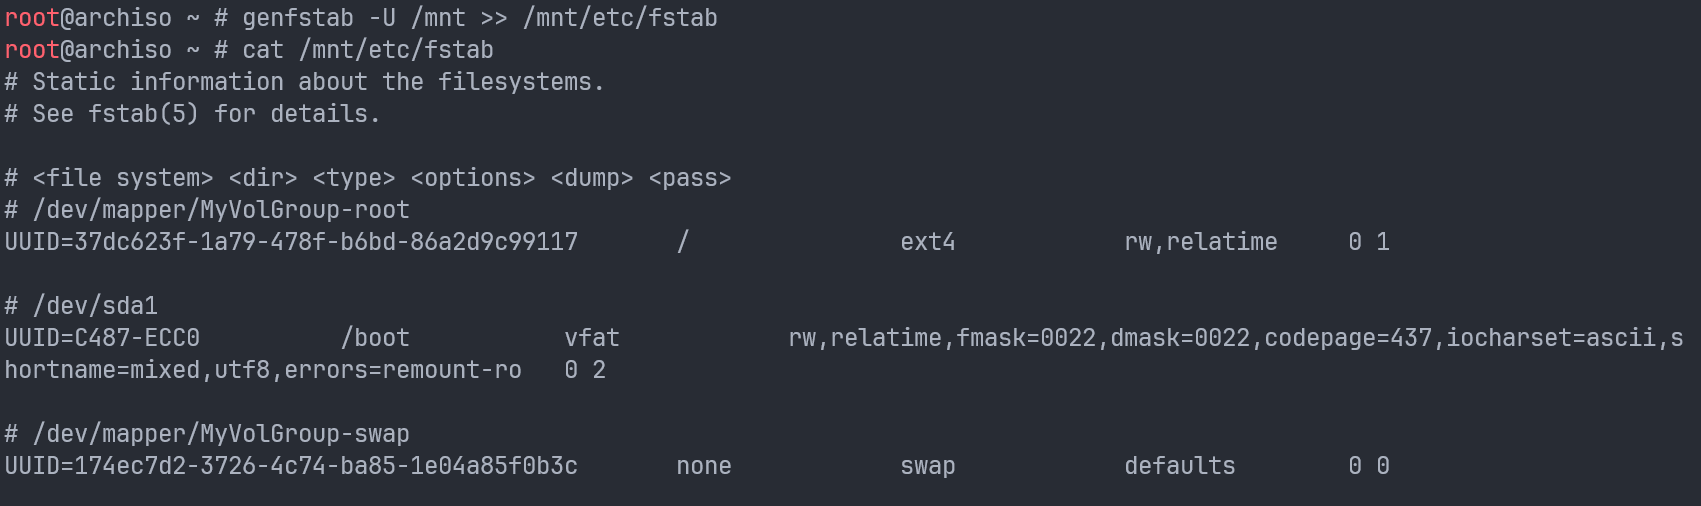 root@archiso ~ # genfstab -U /mnt >> /mnt/etc/fstab
root@archiso ~ # cat /mnt/etc/fstab
# Static information about the filesystems.
# See fstab(5) for details.
# <file system> <dir> <type> <options> <dump> <pass>
# /dev/mapper/MyVolGroup-root
UUID=37dc623f-1a79-478f-b6bd-86a2d9c99117       /               ext4            rw,relatime     0 1
# /dev/sda1
UUID=C487-ECC0          /boot           vfat            rw,relatime,fmask=0022,dmask=0022,codepage=437,iocharset=ascii,s
hortname=mixed,utf8,errors=remount-ro   0 2
# /dev/mapper/MyVolGroup-swap
UUID=174ec7d2-3726-4c74-ba85-1e04a85f0b3c       none            swap            defaults        0 0